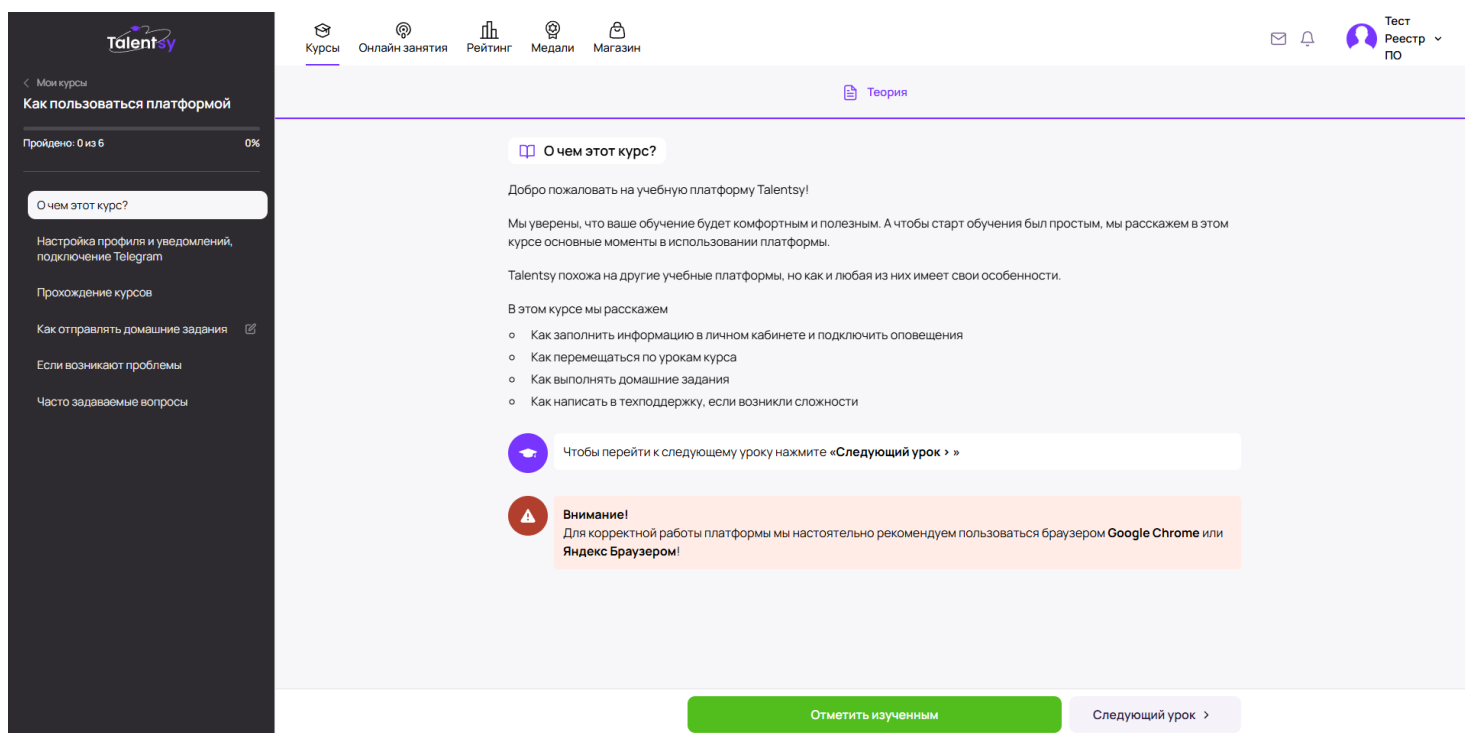 Talentsy
Мои курсы
Как пользоваться платформой
Пройдено: 0 из 6 0%
О чем этот курс?
Настройка профиля и уведомлений,
подключение Telegram
Прохождение курсов
Как отправлять домашние задания
Если возникают проблемы
Часто задаваемые вопросы
Курсы Онлайн занятия Рейтинг Медали Магазин
Тест
Реестр
ПО
Теория
О чем этот курс?
Добро пожаловать на учебную платформу Talentsy!
Мы уверены, что ваше обучение будет комфортным и полезным. А чтобы старт обучения был простым, мы расскажем в этом
курсе основные моменты в использовании платформы.
Talentsy похожа на другие учебные платформы, но как и любая из них имеет свои особенности.
В этом курсе мы расскажем
Как заполнить информацию в личном кабинете и подключить оповещения
Как перемещаться по урокам курса
Как выполнять домашние задания
Как написать в техподдержку, если возникли сложности
Чтобы перейти к следующему уроку нажмите «Следующий урок › »
Внимание!
Для корректной работы платформы мы настоятельно рекомендуем пользоваться браузером Google Chrome или
Яндекс Браузером!
Отметить изученным
Следующий урок ›